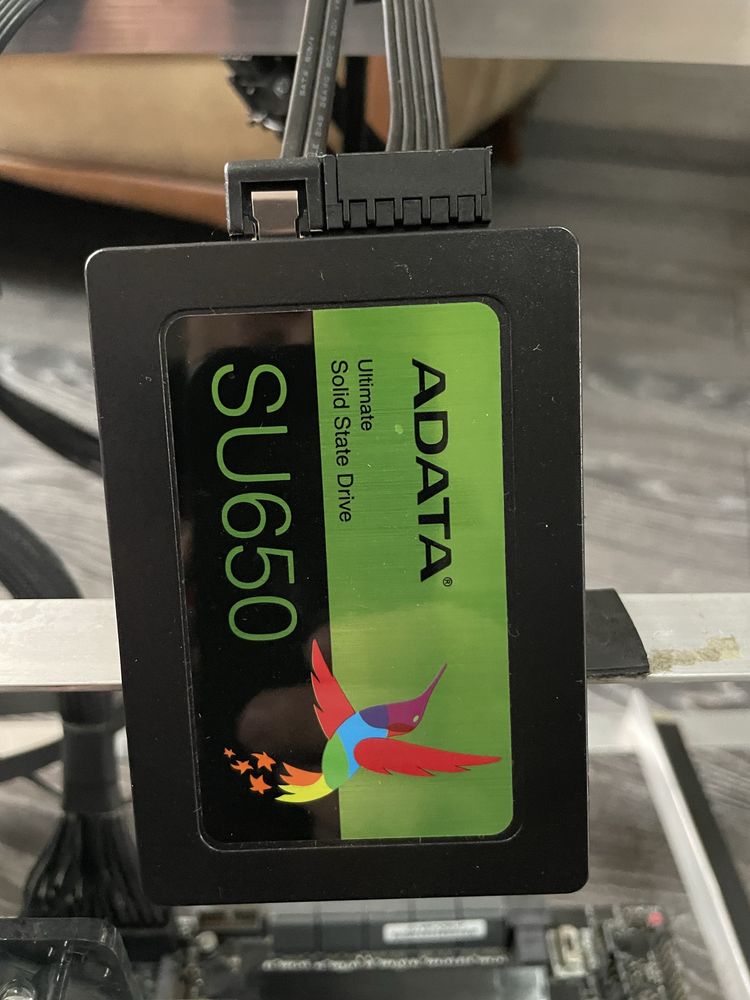 ADATA®
Ultimate
Solid State Drive
SU650